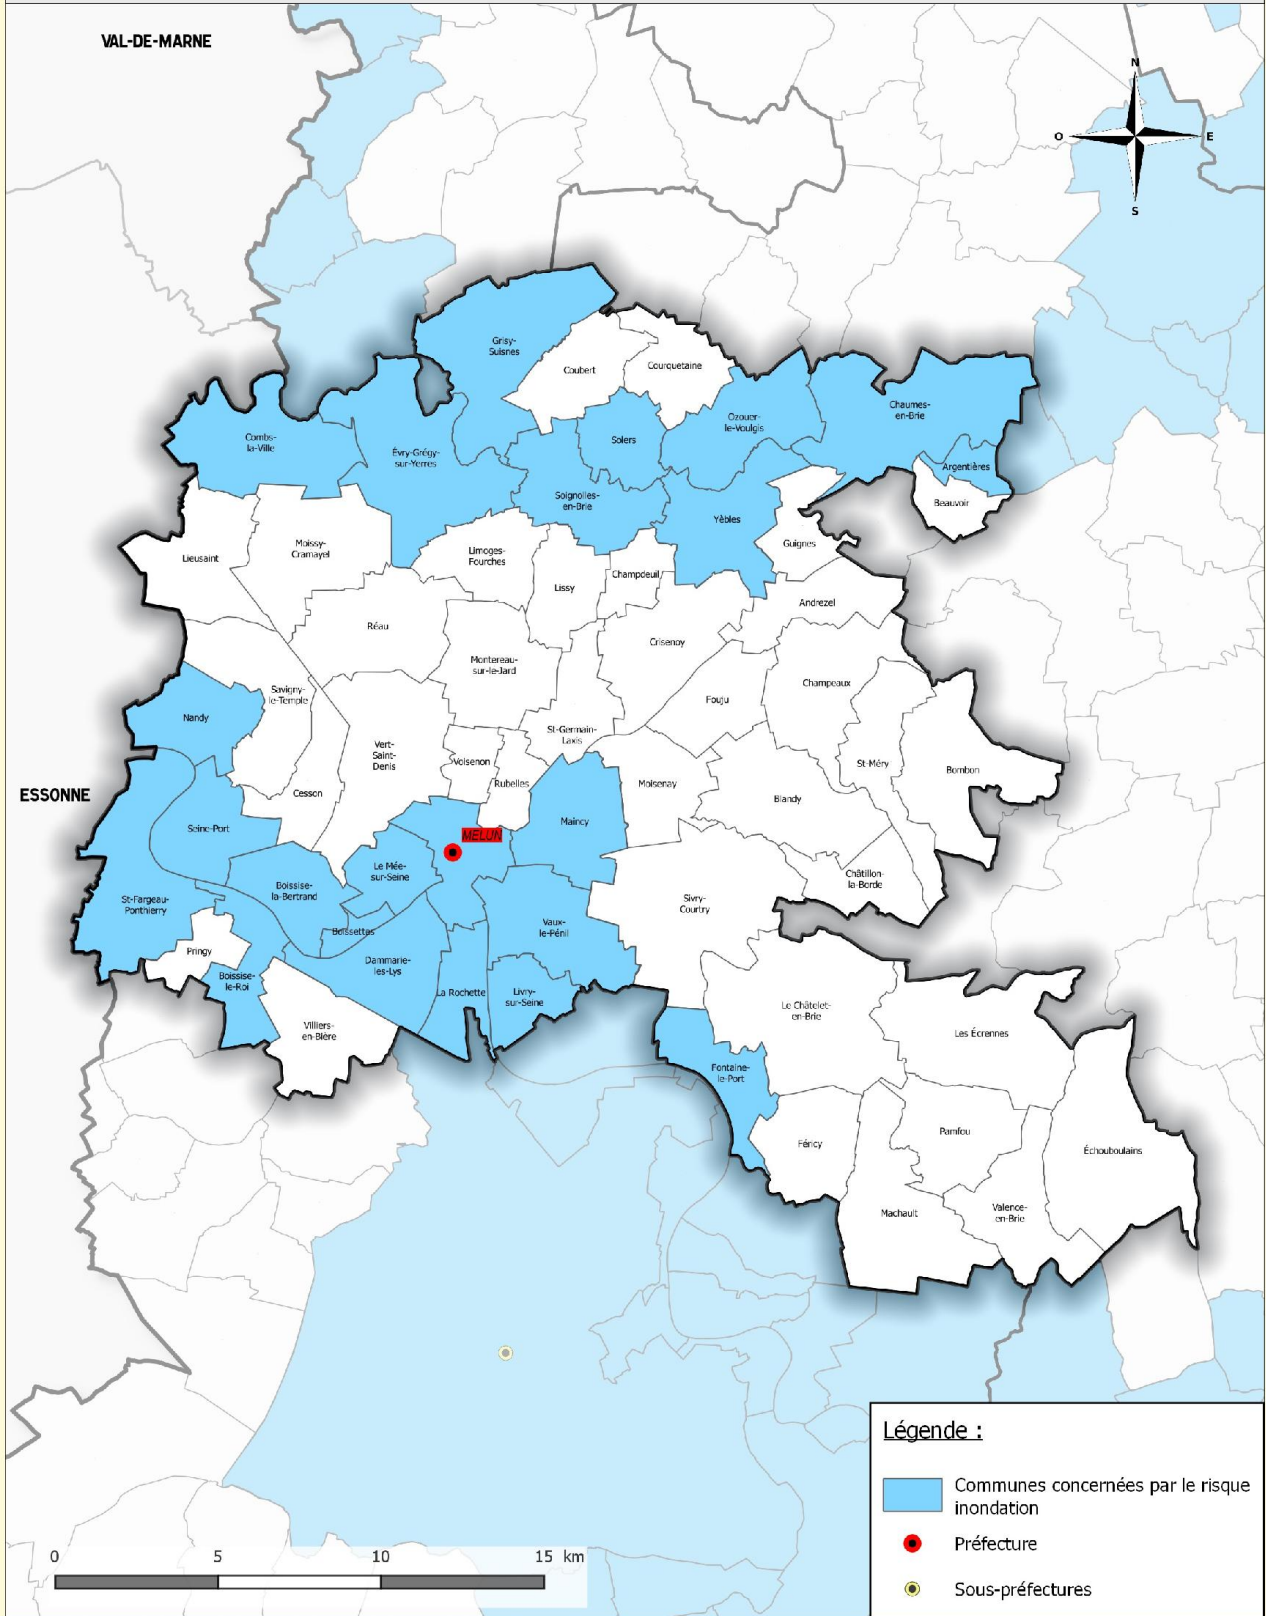 VAL-DE-MARNE
N
O
E
S
Grisy-
Suisnes
Coubert
Courquetaine
Combs-
la-Ville
Évry-Grégy-
sur-Yerres
Solers
Ozouer-
le-Voulgis
Chaumes-
en-Brie
Argentières
Beauvoir
Soignolles-
en-Brie
Yèbles
Guignes
Lieusaint
Moissy-
Cramayel
Limoges-
Fourches
Lissy
Champdeuil
Andrezel
Réau
Crisenoy
Montereau-
sur-le-Jard
Champeaux
Savigny-
le-Temple
Fouju
Nandy
St-Germain-
Laxis
Vert-
Saint-
Denis
Voisenon
St-Méry
Bombon
Rubelles
Moisenay
ESSONNE
Cesson
Blandy
Seine-Port
Maincy
MELUN
Le Mée-
sur-Seine
Châtillon-
la-Borde
Boissise-
la-Bertrand
St-Fargeau-
Ponthierry
Sivry-
Courtry
Vaux-
le-Pénil
Boissettes
Pringy
Dammarie-
les-Lys
Boissise-
le-Roi
La Rochette
Livry-
sur-Seine
Le Châtelet-
en-Brie
Villiers-
en-Bière
Les Écrennes
Fontaine-
le-Port
Féricy
Pamfou
Échouboulains
Machault
Valence-
en-Brie
Légende :
Communes concernées par le risque
inondation
Préfecture
Sous-préfectures
0 5 10 15 km